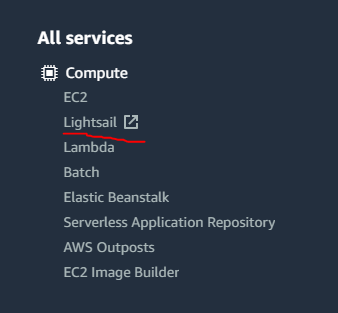 All services
Compute
EC2
Lightsail
Lambda
Batch
Elastic Beanstalk
Serverless Application Repository
AWS Outposts
EC2 Image Builder